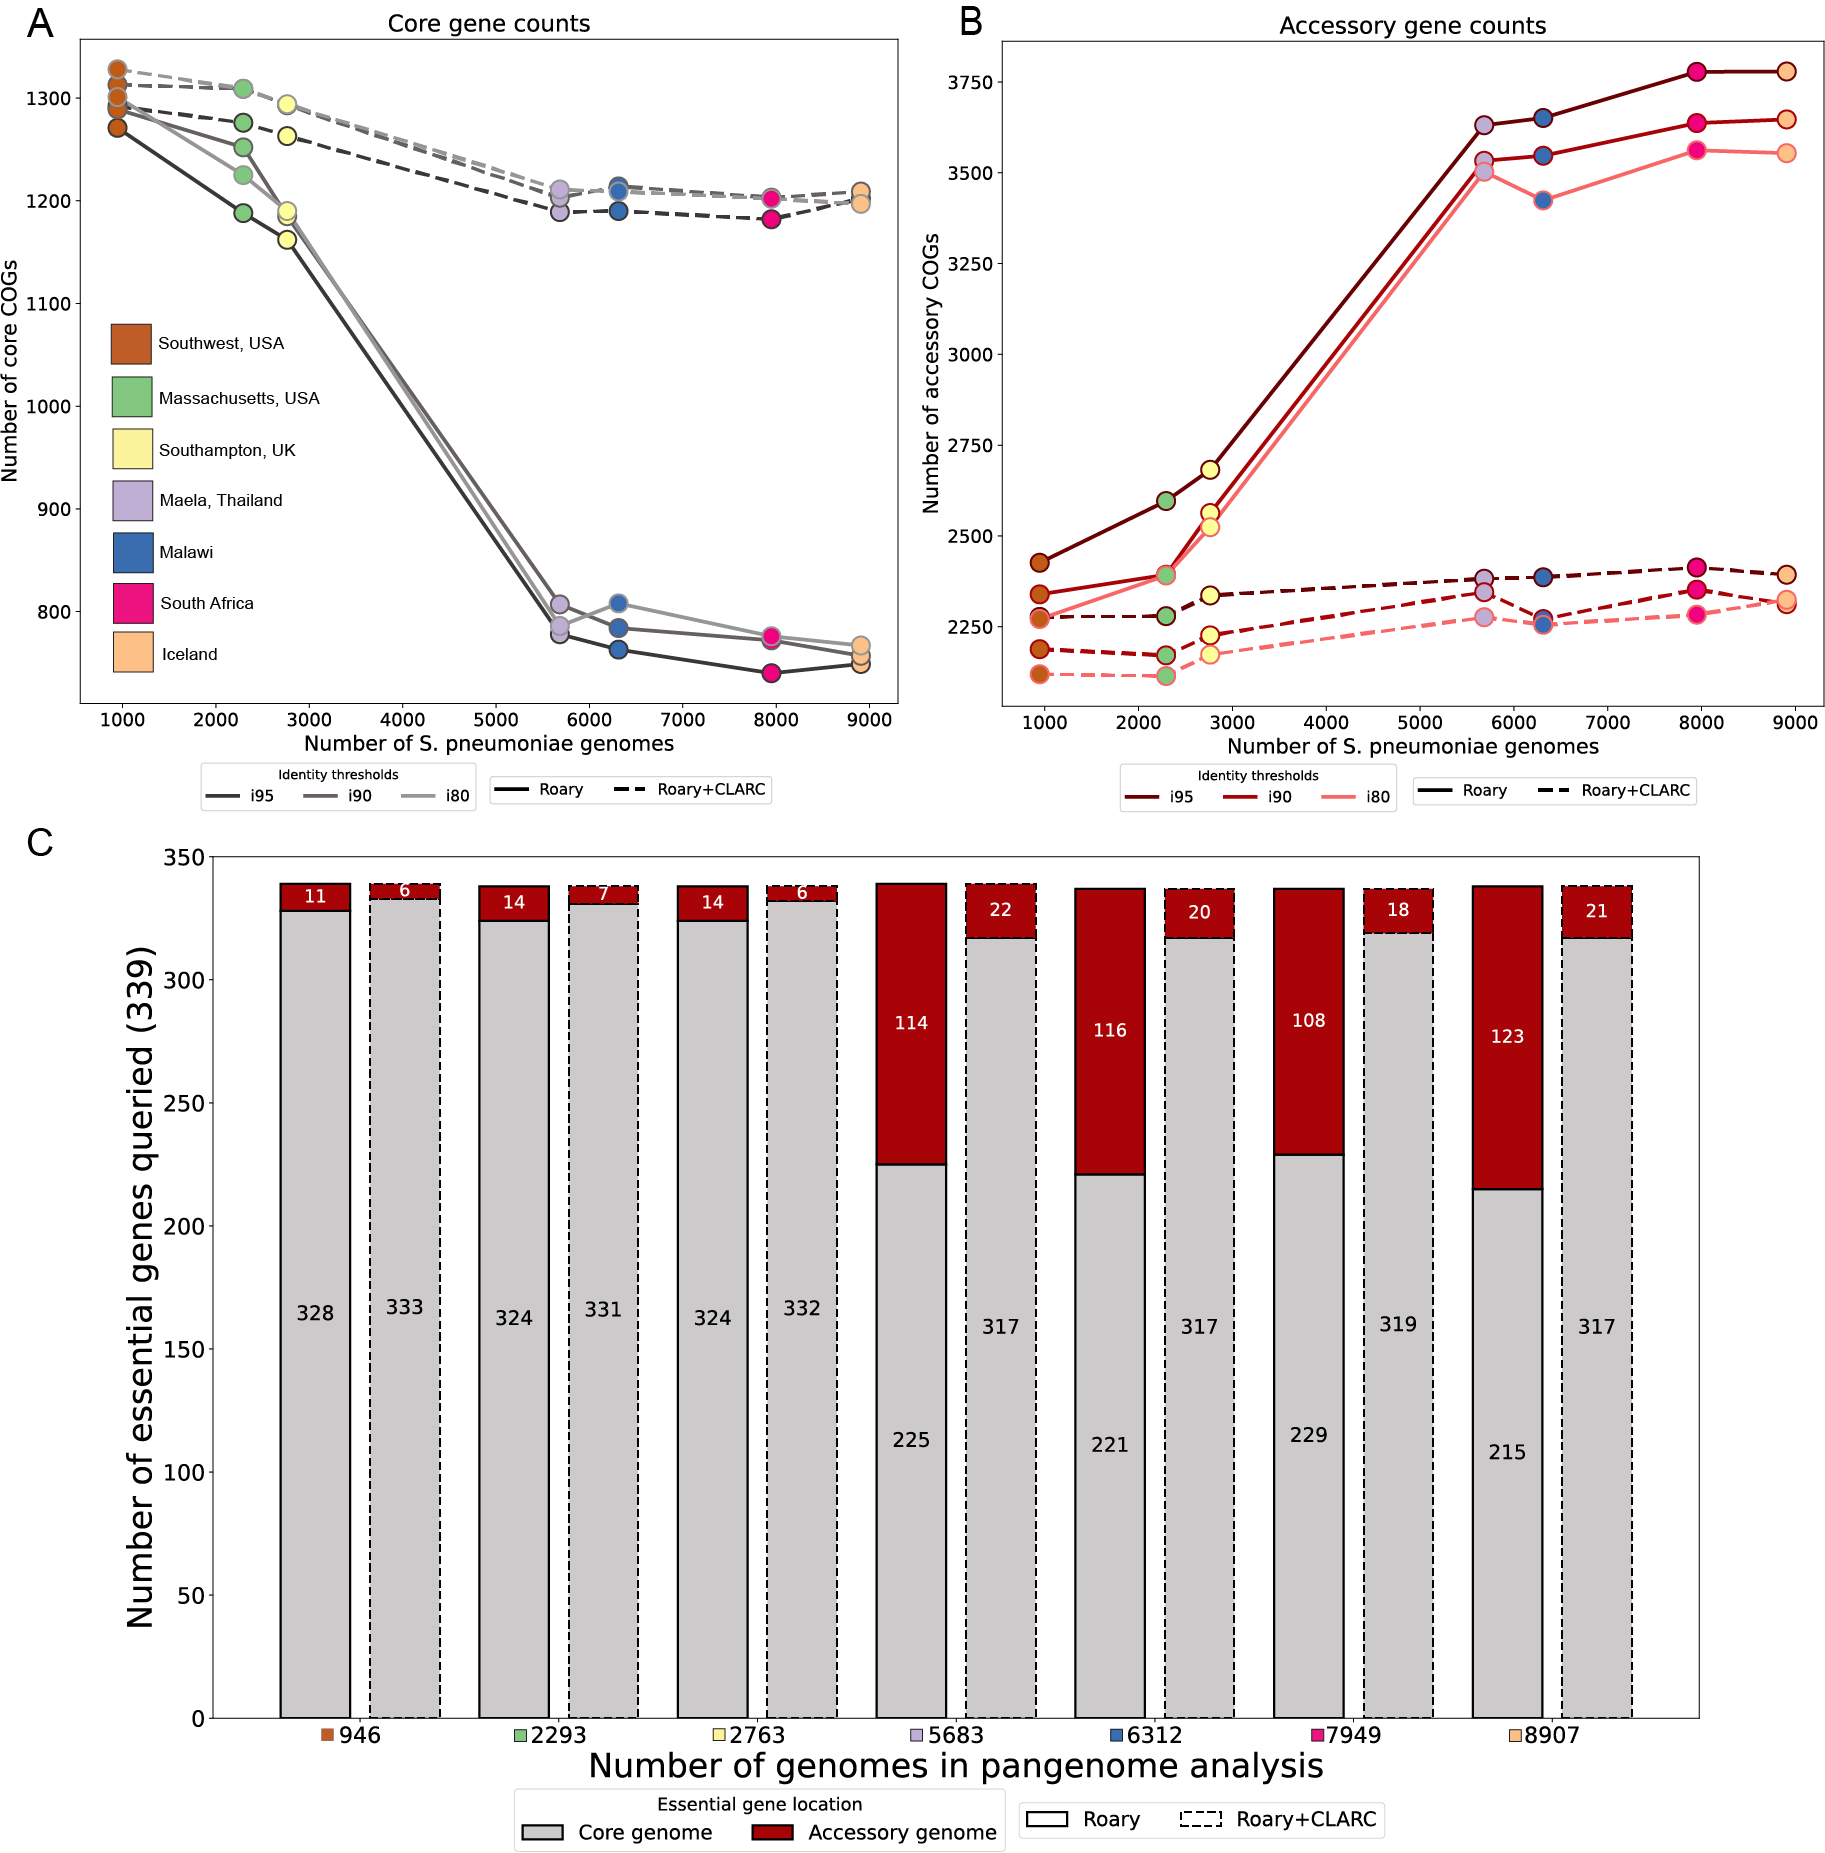 A
Core gene counts
Number of core COGs
1300
1200
1100
1000
900
800
Southwest, USA
Massachusetts, USA
Southampton, UK
Maela, Thailand
Malawi
South Africa
Iceland
1000 2000 3000 4000 5000 6000 7000 8000 9000
Number of S. pneumoniae genomes
Identity thresholds
i95 i90 i80
Roary Roary+CLARC
B
Accessory gene counts
Number of accessory COGs
3750
3500
3250
3000
2750
2500
2250
1000 2000 3000 4000 5000 6000 7000 8000 9000
Number of S. pneumoniae genomes
Identity thresholds
i95 i90 i80
Roary Roary+CLARC
C
Number of essential genes queried (339)
350
300
250
200
150
100
50
0
11 6 14 7 14 6 114 22 116 20 108 18 123 21
328 333 324 331 324 332 225 317 221 317 229 319 215 317
946 2293 2763 5683 6312 7949 8907
Number of genomes in pangenome analysis
Essential gene location
Core genome Accessory genome
Roary Roary+CLARC